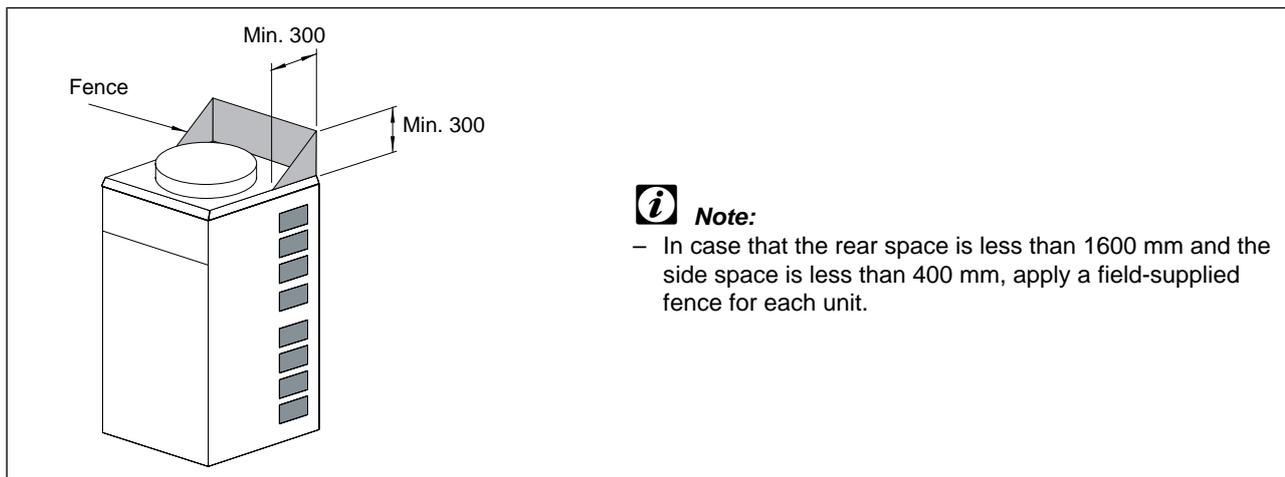 Min. 300
Fence
Min. 300
Note:
– In case that the rear space is less than 1600 mm and the
side space is less than 400 mm, apply a field-supplied
fence for each unit.